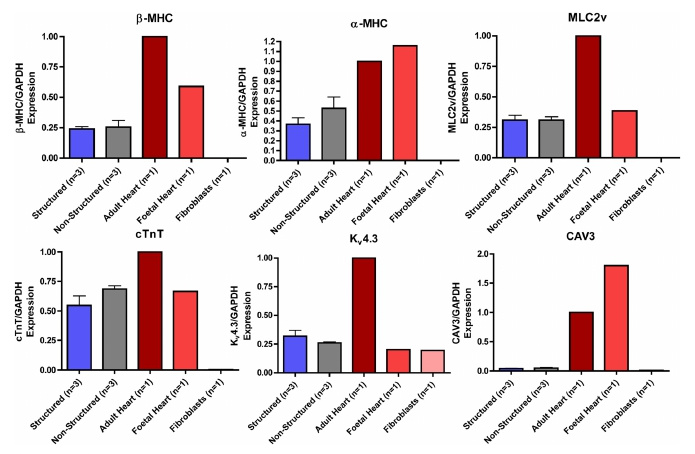 β-MHC
β-MHC/GAPDH
Expression
1.00
0.75
0.50
0.25
0.00
Structured (n=3)
Non-Structured (n=3)
Adult Heart (n=1)
Foetal Heart (n=1)
Fibroblasts (n=1)
α-MHC
α-MHC/GAPDH
Expression
1.2
1.1
1.0
0.9
0.8
0.7
0.6
0.5
0.4
0.3
0.2
0.1
0.0
Structured (n=3)
Non-Structured (n=3)
Adult Heart (n=1)
Foetal Heart (n=1)
Fibroblasts (n=1)
MLC2v
MLC2v/GAPDH
Expression
1.00
0.75
0.50
0.25
0.00
Structured (n=3)
Non-Structured (n=3)
Adult Heart (n=1)
Foetal Heart (n=1)
Fibroblasts (n=1)
cTnT
cTnT/GAPDH
Expression
1.00
0.75
0.50
0.25
0.00
Structured (n=3)
Non-Structured (n=3)
Adult Heart (n=1)
Foetal Heart (n=1)
Fibroblasts (n=1)
Kv4.3
Kv4.3/GAPDH
Expression
1.00
0.75
0.50
0.25
0.00
Structured (n=3)
Non-Structured (n=3)
Adult Heart (n=1)
Foetal Heart (n=1)
Fibroblasts (n=1)
CAV3
CAV3/GAPDH
Expression
2.0
1.5
1.0
0.5
0.0
Structured (n=3)
Non-Structured (n=3)
Adult Heart (n=1)
Foetal Heart (n=1)
Fibroblasts (n=1)